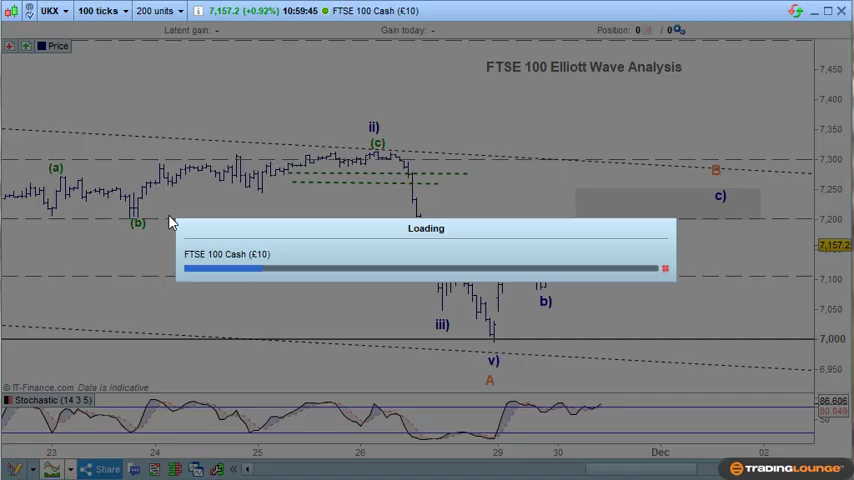 UKX 100 ticks 200 units 7,157.2 (+0.92%) 10:59:45 FTSE 100 Cash (£10)
Latent gain: - Gain today: - Position: 0 / 0
Price
FTSE 100 Elliott Wave Analysis
7,450
7,400
7,350
ii)
(c)
7,300
(a)
B
7,250
c)
(b)
7,200
Loading
7,157.2
FTSE 100 Cash (£10)
7,100
b)
iii)
7,000
v)
6,950
A
© IT-Finance.com Data is indicative
Stochastic (14 3 5)
86.606
80.049
50
23 24 25 26 29 30 Dec 02
Share
TRADINGLOUNGE